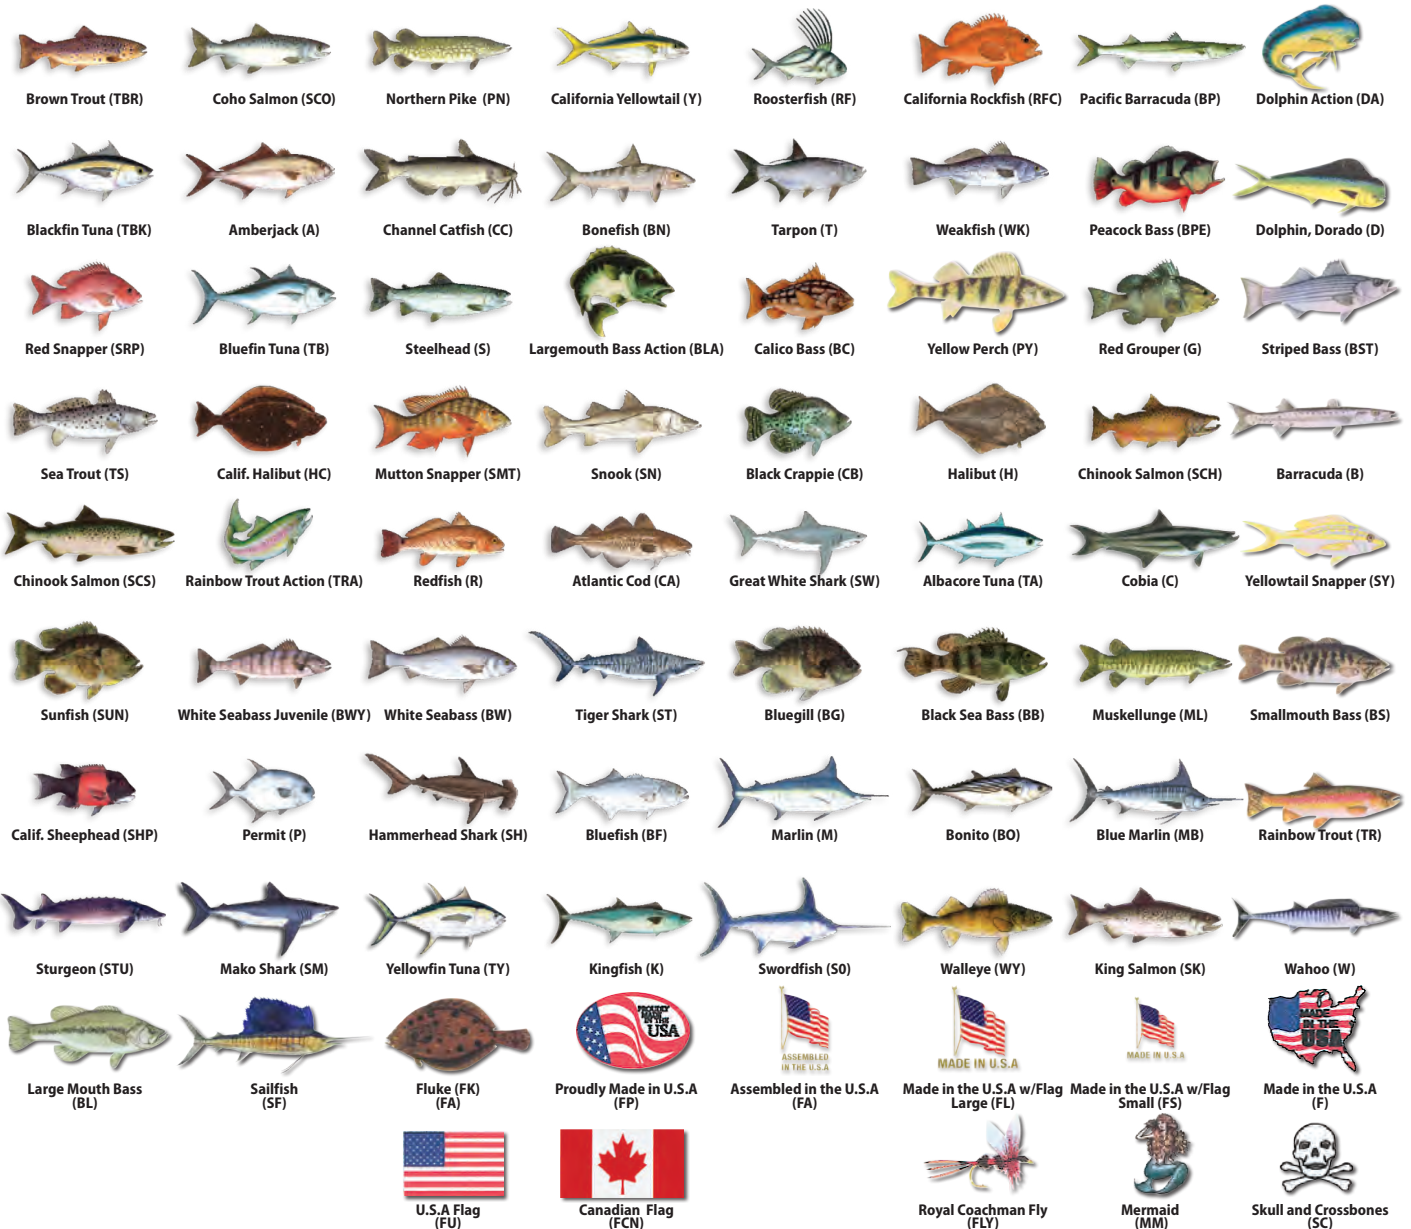 Brown Trout (TBR)
Coho Salmon (SCO)
Northern Pike (PN)
California Yellowtail (Y)
Roosterfish (RF)
California Rockfish (RFC)
Pacific Barracuda (BP)
Dolphin Action (DA)
Blackfin Tuna (TBK)
Amberjack (A)
Channel Catfish (CC)
Bonefish (BN)
Tarpon (T)
Weakfish (WK)
Peacock Bass (BPE)
Dolphin, Dorado (D)
Red Snapper (SRP)
Bluefin Tuna (TB)
Steelhead (S)
Largemouth Bass Action (BLA)
Calico Bass (BC)
Yellow Perch (PY)
Red Grouper (G)
Striped Bass (BST)
Sea Trout (TS)
Calif. Halibut (HC)
Mutton Snapper (SMT)
Snook (SN)
Black Crappie (CB)
Halibut (H)
Chinook Salmon (SCH)
Barracuda (B)
Chinook Salmon (SCS)
Rainbow Trout Action (TRA)
Redfish (R)
Atlantic Cod (CA)
Great White Shark (SW)
Albacore Tuna (TA)
Cobia (C)
Yellowtail Snapper (SY)
Sunfish (SUN)
White Seabass Juvenile (BWY)
White Seabass (BW)
Tiger Shark (ST)
Bluegill (BG)
Black Sea Bass (BB)
Muskellunge (ML)
Smallmouth Bass (BS)
Calif. Sheephead (SHP)
Permit (P)
Hammerhead Shark (SH)
Bluefish (BF)
Marlin (M)
Bonito (BO)
Blue Marlin (MB)
Rainbow Trout (TR)
Sturgeon (STU)
Mako Shark (SM)
Yellowfin Tuna (TY)
Kingfish (K)
Swordfish (S0)
Walleye (WY)
King Salmon (SK)
Wahoo (W)
PROUDLY
MADE
IN THE
USA
ASSEMBLED
IN THE U.S.A
MADE IN U.S.A
MADE IN U.S.A
MADE
IN THE
USA
Large Mouth Bass
(BL)
Sailfish
(SF)
Fluke (FK)
(FA)
Proudly Made in U.S.A
(FP)
Assembled in the U.S.A
(FA)
Made in the U.S.A w/Flag
Large (FL)
Made in the U.S.A w/Flag
Small (FS)
Made in the U.S.A
(F)
U.S.A Flag
(FU)
Canadian Flag
(FCN)
Royal Coachman Fly
(FLY)
Mermaid
(MM)
Skull and Crossbones
(SC)